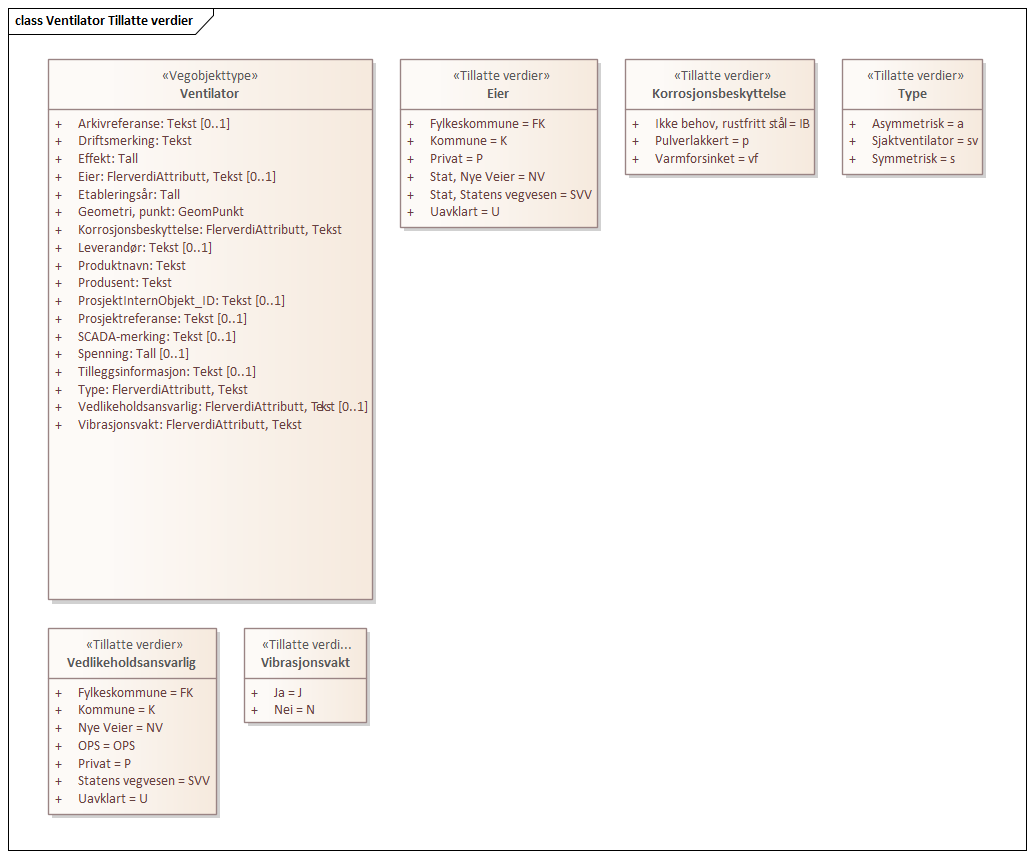 class Ventilator Tillatte verdier
«Vegobjekttype»
Ventilator
+ Arkivreferanse: Tekst [0..1]
+ Driftsmerking: Tekst
+ Effekt: Tall
+ Eier: FlerverdiAttributt, Tekst [0..1]
+ Etableringsår: Tall
+ Geometri, punkt: GeomPunkt
+ Korrosjonsbeskyttelse: FlerverdiAttributt, Tekst
+ Leverandør: Tekst [0..1]
+ Produktnavn: Tekst
+ Produsent: Tekst
+ ProsjektInternObjekt_ID: Tekst [0..1]
+ Prosjektreferanse: Tekst [0..1]
+ SCADA-merking: Tekst [0..1]
+ Spenning: Tall [0..1]
+ Tilleggsinformasjon: Tekst [0..1]
+ Type: FlerverdiAttributt, Tekst
+ Vedlikeholdsansvarlig: FlerverdiAttributt, Tekst [0..1]
+ Vibrasjonsvakt: FlerverdiAttributt, Tekst
«Tillatte verdier»
Eier
+ Fylkeskommune = FK
+ Kommune = K
+ Privat = P
+ Stat, Nye Veier = NV
+ Stat, Statens vegvesen = SVV
+ Uavklart = U
«Tillatte verdier»
Korrosjonsbeskyttelse
+ Ikke behov, rustfritt stål = IB
+ Pulverlakkert = p
+ Varmforsinket = vf
«Tillatte verdier»
Type
+ Asymmetrisk = a
+ Sjaktventilator = sv
+ Symmetrisk = s
«Tillatte verdier»
Vedlikeholdsansvarlig
+ Fylkeskommune = FK
+ Kommune = K
+ Nye Veier = NV
+ OPS = OPS
+ Privat = P
+ Statens vegvesen = SVV
+ Uavklart = U
«Tillatte verdi...
Vibrasjonsvakt
+ Ja = J
+ Nei = N